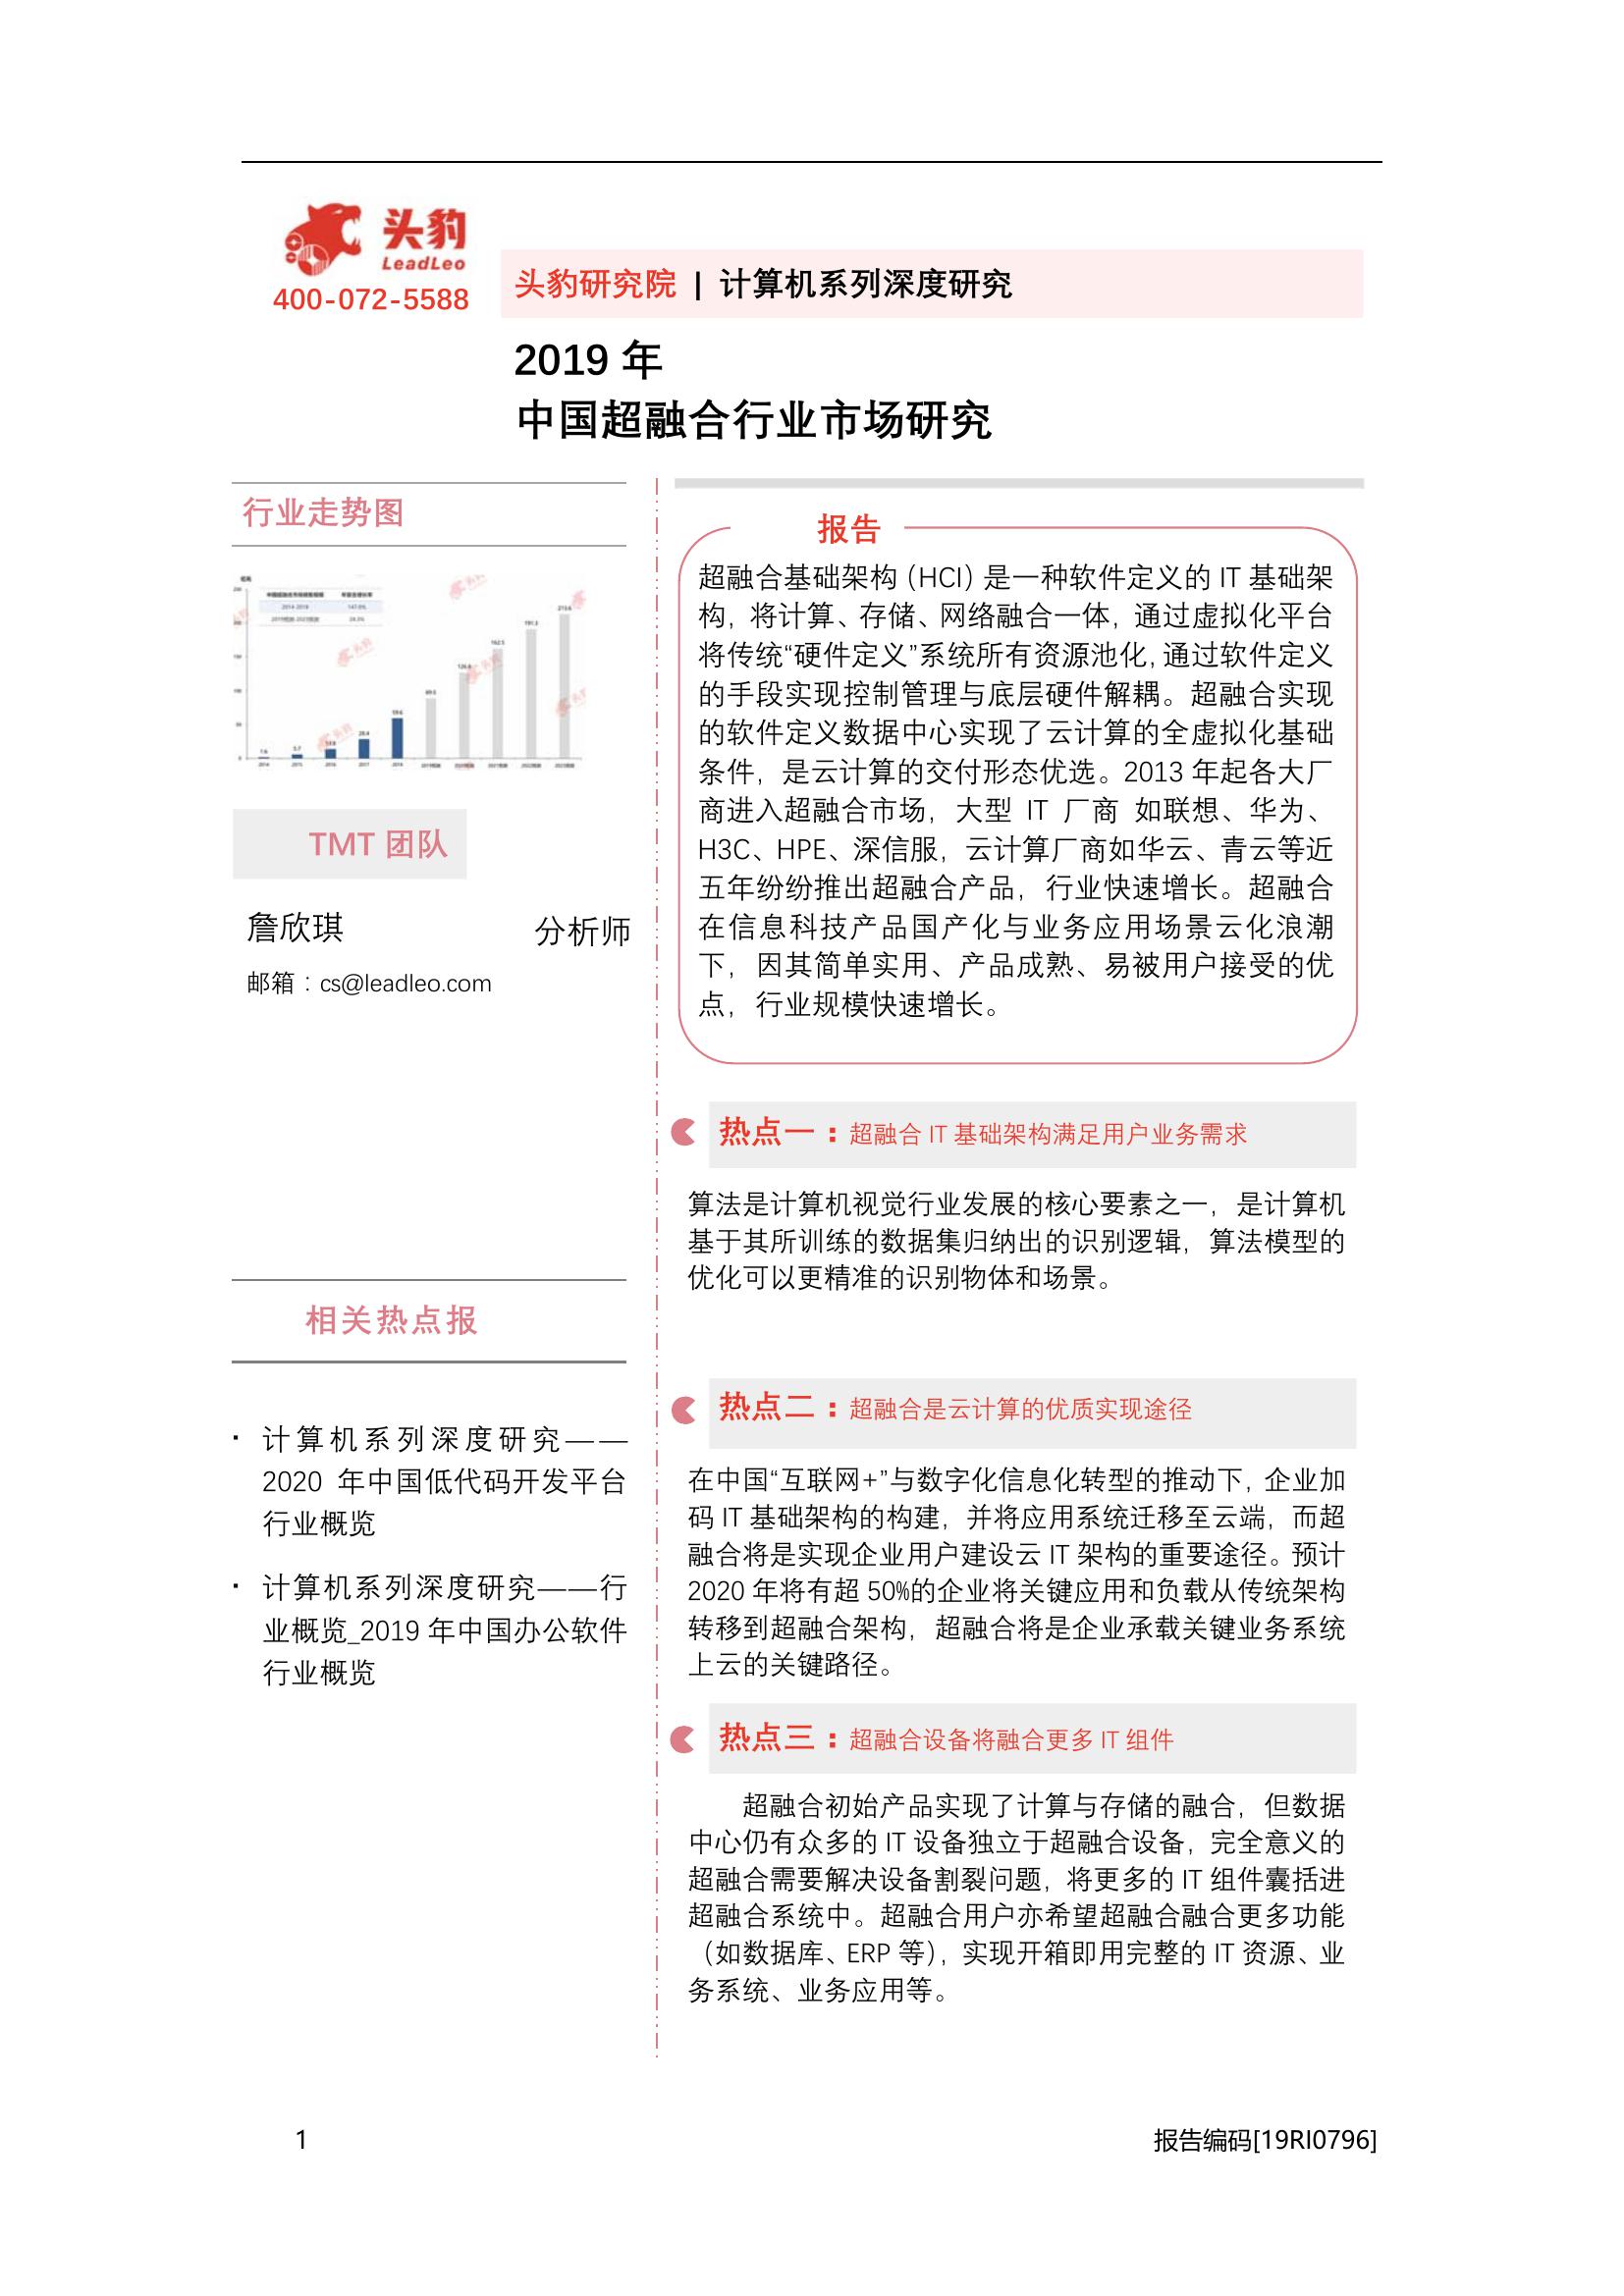 头豹
LeadLeo
400-072-5588
头豹研究院 | 计算机系列深度研究
2019 年
中国超融合行业市场研究
行业走势图
250
150
100
50
0
2014-2018
147.6%
1.6
5.7
28.4
59.6
89.5
126.6
162.5
191.3
213.6
2014
2015
2016
2017
2018
TMT 团队
詹欣琪
分析师
邮箱：cs@leadleo.com
相关热点报
· 计算机系列深度研究——
2020 年中国低代码开发平台
行业概览
· 计算机系列深度研究——行
业概览_2019 年中国办公软件
行业概览
报告
超融合基础架构（HCI）是一种软件定义的 IT 基础架
构，将计算、存储、网络融合一体，通过虚拟化平台
将传统“硬件定义”系统所有资源池化，通过软件定义
的手段实现控制管理与底层硬件解耦。超融合实现
的软件定义数据中心实现了云计算的全虚拟化基础
条件，是云计算的交付形态优选。2013 年起各大厂
商进入超融合市场，大型 IT 厂商 如联想、华为、
H3C、HPE、深信服，云计算厂商如华云、青云等近
五年纷纷推出超融合产品，行业快速增长。超融合
在信息科技产品国产化与业务应用场景云化浪潮
下，因其简单实用、产品成熟、易被用户接受的优
点，行业规模快速增长。
热点一：超融合 IT 基础架构满足用户业务需求
算法是计算机视觉行业发展的核心要素之一，是计算机
基于其所训练的数据集归纳出的识别逻辑，算法模型的
优化可以更精准的识别物体和场景。
热点二：超融合是云计算的优质实现途径
在中国“互联网+”与数字化信息化转型的推动下，企业加
码 IT 基础架构的构建，并将应用系统迁移至云端，而超
融合将是实现企业用户建设云 IT 架构的重要途径。预计
2020 年将有超 50%的企业将关键应用和负载从传统架构
转移到超融合架构，超融合将是企业承载关键业务系统
上云的关键路径。
热点三：超融合设备将融合更多 IT 组件
超融合初始产品实现了计算与存储的融合，但数据
中心仍有众多的 IT 设备独立于超融合设备，完全意义的
超融合需要解决设备割裂问题，将更多的 IT 组件囊括进
超融合系统中。超融合用户亦希望超融合融合更多功能
（如数据库、ERP 等），实现开箱即用完整的 IT 资源、业
务系统、业务应用等。
1
报告编码[19RI0796]